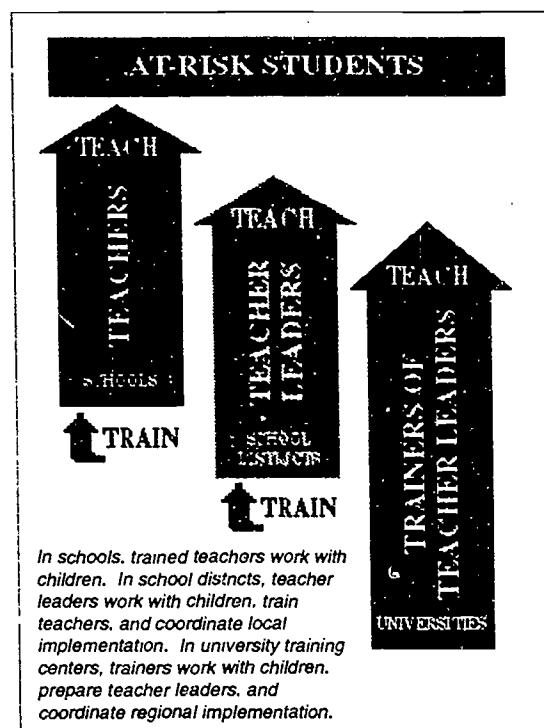 AT-RISK STUDENTS
TEACH
TEACHERS
SCHOOLS
TRAIN
TEACH
TEACHER
LEADERS
SCHOOL
DISTRICTS
TRAIN
TEACH
TRAINERS OF
TEACHER LEADERS
UNIVERSITIES
In schools, trained teachers work with
children. In school districts, teacher
leaders work with children, train
teachers, and coordinate local
implementation. In university training
centers, trainers work with children,
prepare teacher leaders, and
coordinate regional implementation.